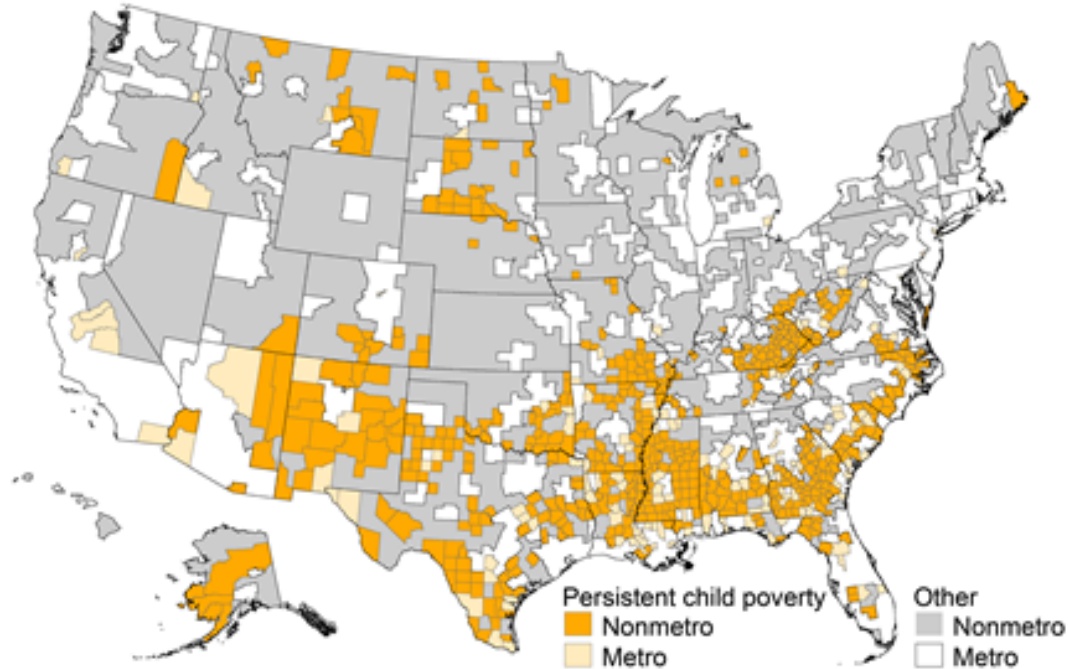 Persistent child poverty
Nonmetro
Metro
Other
Nonmetro
Metro